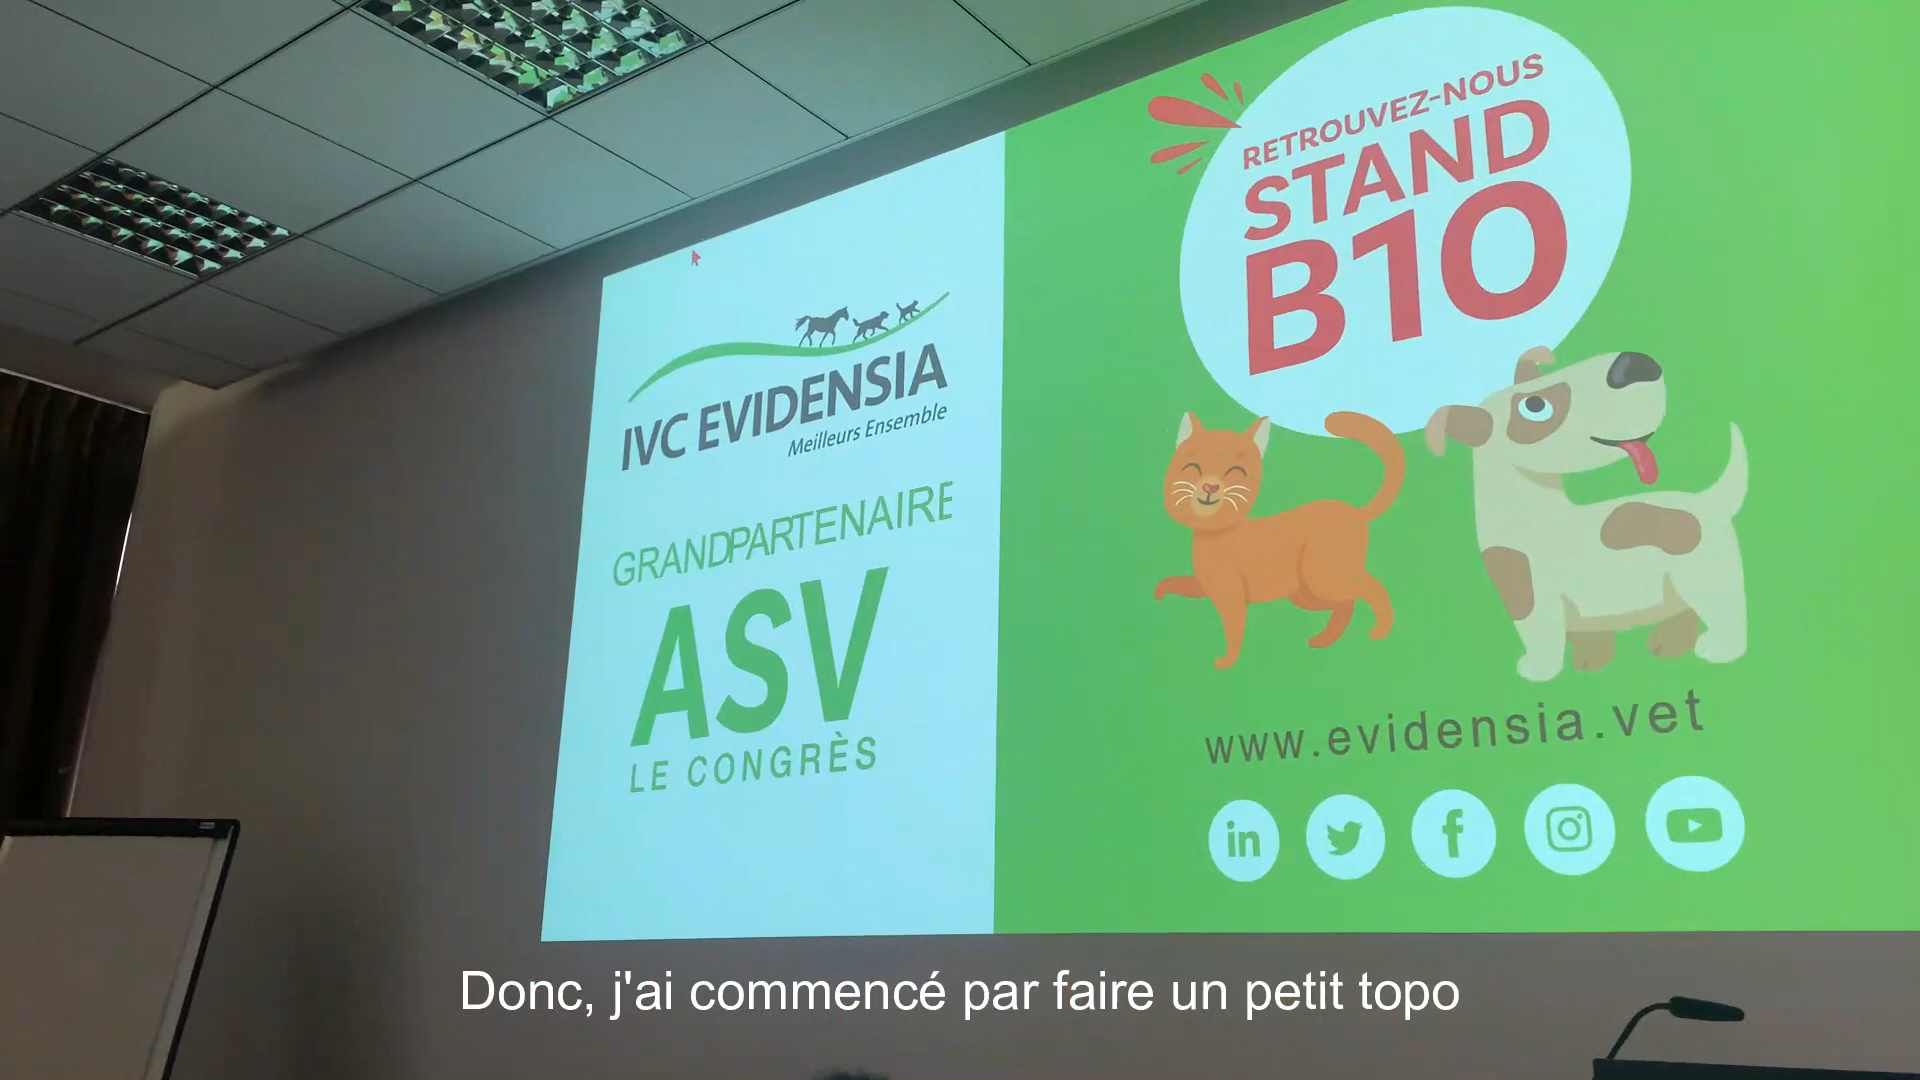 IVC EVIDENSIA
Meilleurs Ensemble
GRANDPARTENAIRE
ASV
LE CONGRÈS
RETROUVEZ-NOUS
STAND
B10
www.evidensia.vet
in
f
Donc, j'ai commencé par faire un petit topo